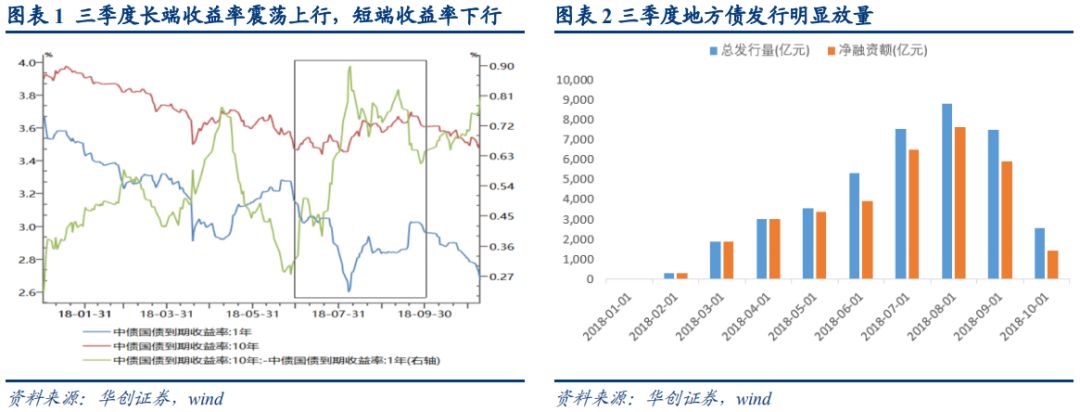 图表 1 三季度长端收益率震荡上行，短端收益率下行
% %
4.0 0.90
3.8 0.81
3.6 0.72
3.4 0.63
3.2 0.54
3.0 0.45
2.8 0.36
2.6 0.27
18-01-31 18-03-31 18-05-31 18-07-31 18-09-30
中债国债到期收益率:1年
中债国债到期收益率:10年
中债国债到期收益率:10年:-中债国债到期收益率:1年(右轴)
资料来源：华创证券，wind
图表 2 三季度地方债发行明显放量
总发行量(亿元) 净融资额(亿元)
10,000
9,000
8,000
7,000
6,000
5,000
4,000
3,000
2,000
1,000
0
2018-01-01 2018-02-01 2018-03-01 2018-04-01 2018-05-01 2018-06-01 2018-07-01 2018-08-01 2018-09-01 2018-10-01
资料来源：华创证券，wind